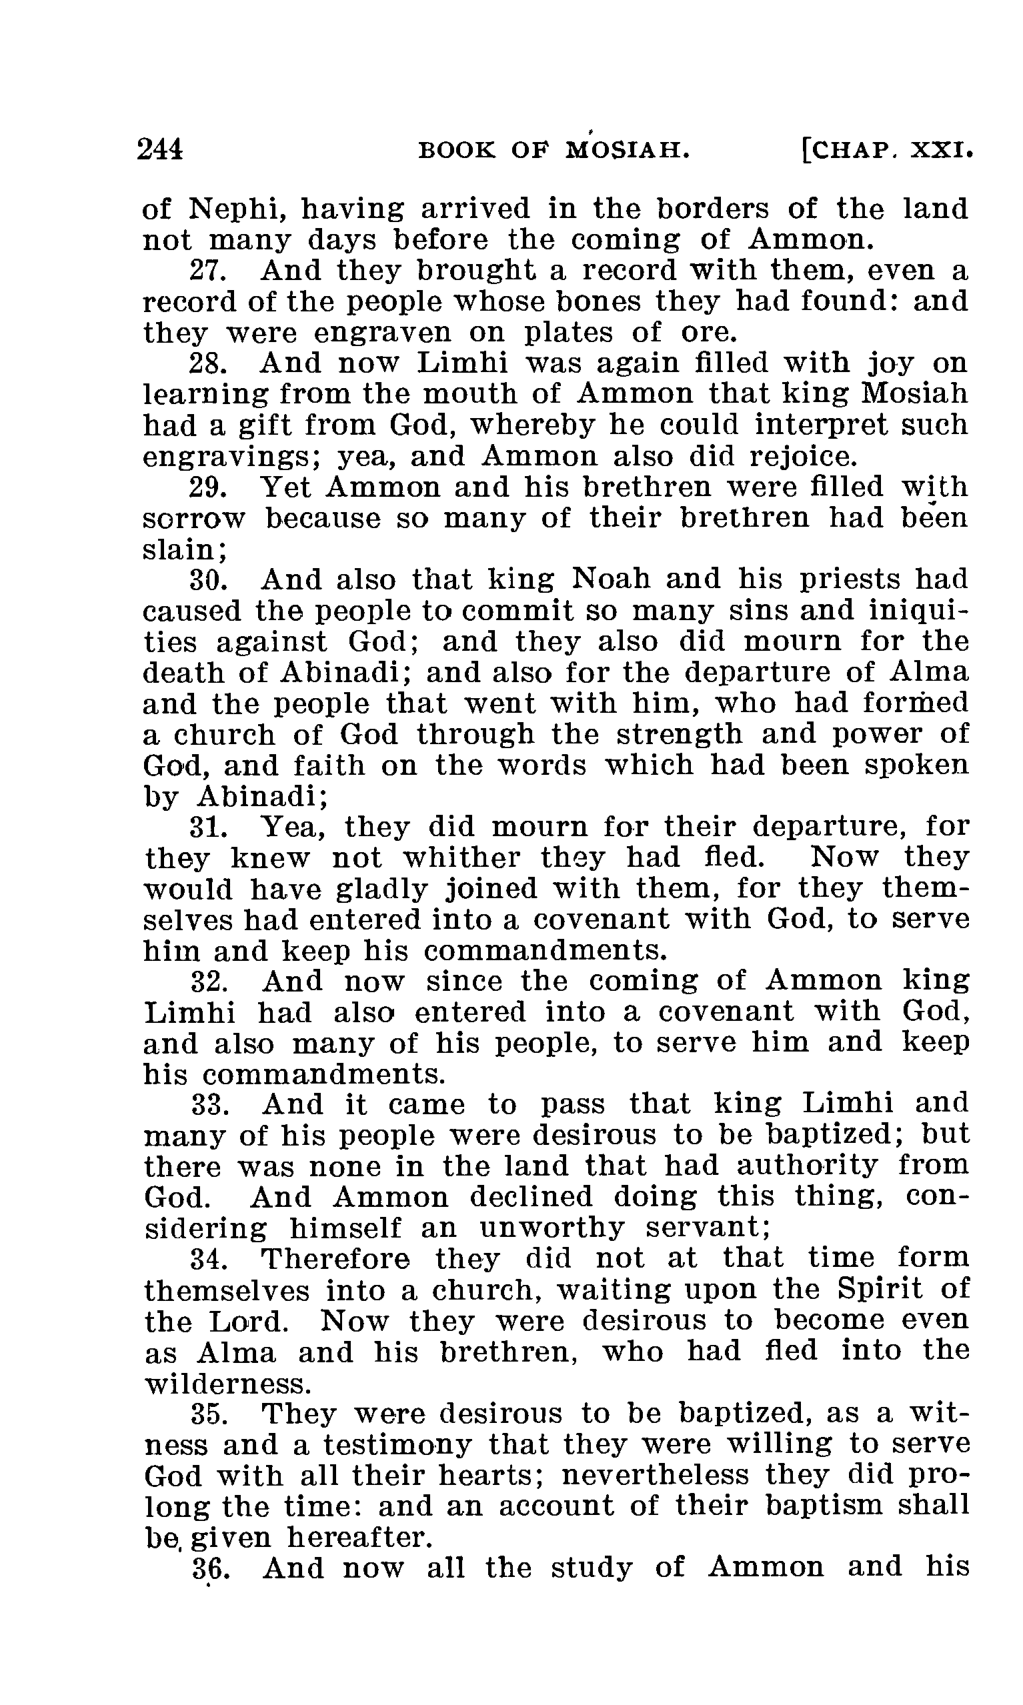 244 BOOK OF MOSIAH. [CHAP. XXI.
of Nephi, having arrived in the borders of the land
not many days before the coming of Ammon.
27. And they brought a record with them, even a
record of the people whose bones they had found: and
they were engraven on plates of ore.
28. And now Limhi was again filled with joy on
learning from the mouth of Ammon that king Mosiah
had a gift from God, whereby he could interpret such
engravings; yea, and Ammon also did rejoice.
29. Yet Ammon and his brethren were filled with
sorrow because so many of their brethren had been
slain;
30. And also that king Noah and his priests had
caused the people to commit so many sins and iniqui-
ties against God; and they also did mourn for the
death of Abinadi; and also for the departure of Alma
and the people that went with him, who had formed
a church of God through the strength and power of
God, and faith on the words which had been spoken
by Abinadi;
31. Yea, they did mourn for their departure, for
they knew not whither they had fled. Now they
would have gladly joined with them, for they them-
selves had entered into a covenant with God, to serve
him and keep his commandments.
32. And now since the coming of Ammon king
Limhi had also entered into a covenant with God,
and also many of his people, to serve him and keep
his commandments.
33. And it came to pass that king Limhi and
many of his people were desirous to be baptized; but
there was none in the land that had authority from
God. And Ammon declined doing this thing, con-
sidering himself an unworthy servant;
34. Therefore they did not at that time form
themselves into a church, waiting upon the Spirit of
the Lord. Now they were desirous to become even
as Alma and his brethren, who had fled into the
wilderness.
35. They were desirous to be baptized, as a wit-
ness and a testimony that they were willing to serve
God with all their hearts; nevertheless they did pro-
long the time: and an account of their baptism shall
be given hereafter.
36. And now all the study of Ammon and his